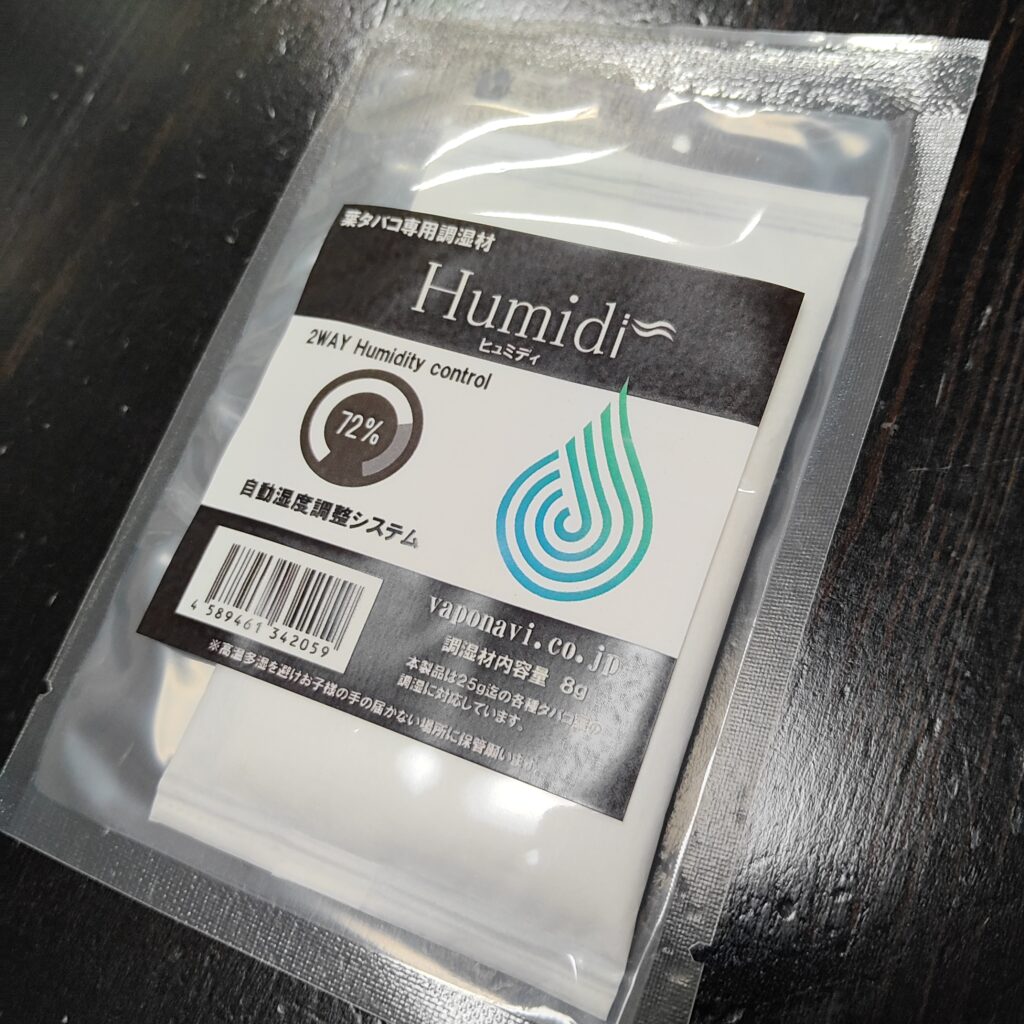 葉タバコ専用調湿材
Humidi
ヒュミディ
2WAY Humidity control
72%
自動湿度調整システム
4 589461 342059
vaponavi.co.jp
調湿材内容量 8g
本製品は25g迄の各種タバコ葉の
調湿に対応しています。
※高温多湿を避けお子様の手の届かない場所に保管願います。